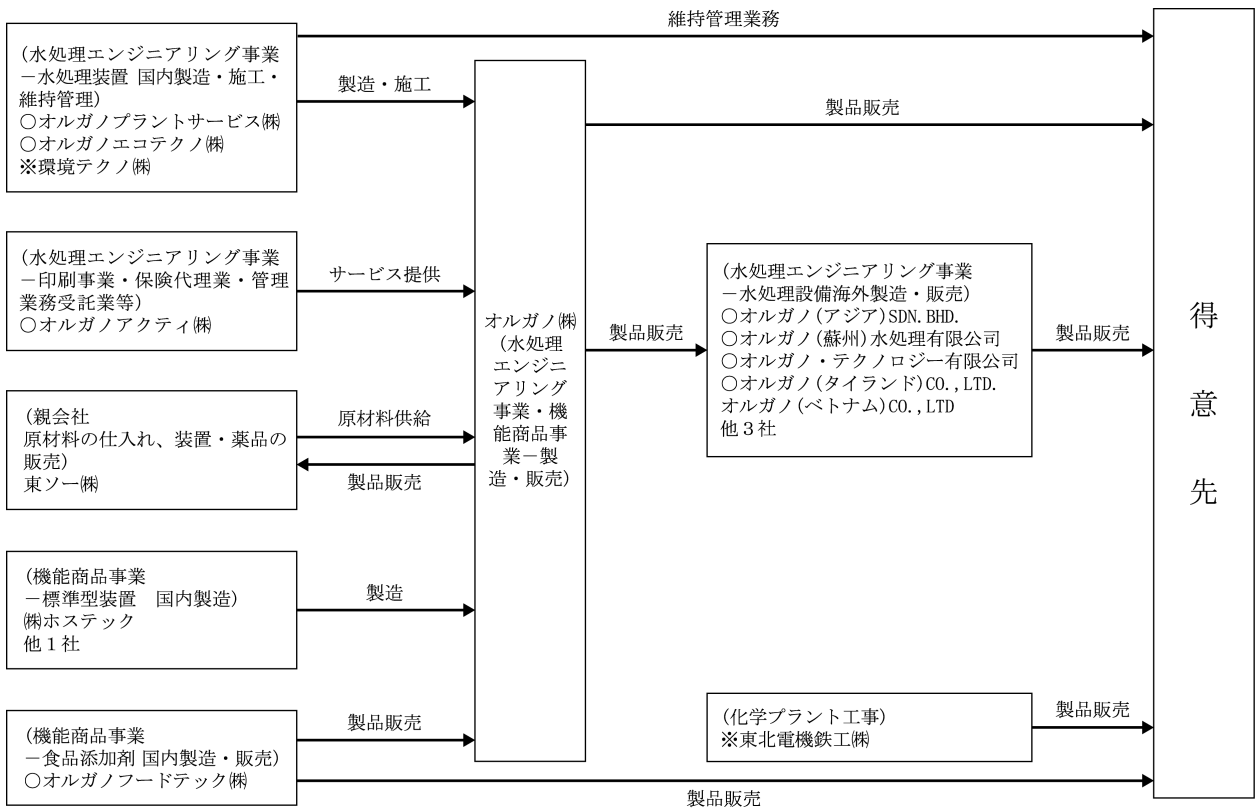 維持管理業務
(水処理エンジニアリング事業
－水処理装置 国内製造・施工・
維持管理)
○オルガノプラントサービス㈱
○オルガノエコテクノ㈱
※環境テクノ㈱
製造・施工
製品販売
(水処理エンジニアリング事業
－印刷事業・保険代理業・管理
業務受託業等)
○オルガノアクティ㈱
サービス提供
オルガノ㈱
(水処理
エンジニ
アリング
事業・機
能商品事
業－製
造・販売)
製品販売
(水処理エンジニアリング事業
－水処理設備海外製造・販売)
○オルガノ(アジア)SDN.BHD.
○オルガノ(蘇州)水処理有限公司
○オルガノ・テクノロジー有限公司
○オルガノ(タイランド)CO.,LTD.
オルガノ(ベトナム)CO.,LTD
他３社
製品販売
得意先
(親会社
原材料の仕入れ、装置・薬品の
販売)
東ソー㈱
原材料供給
製品販売
(機能商品事業
－標準型装置　国内製造)
㈱ホステック
他１社
製造
(機能商品事業
－食品添加剤 国内製造・販売)
○オルガノフードテック㈱
製品販売
(化学プラント工事)
※東北電機鉄工㈱
製品販売
製品販売